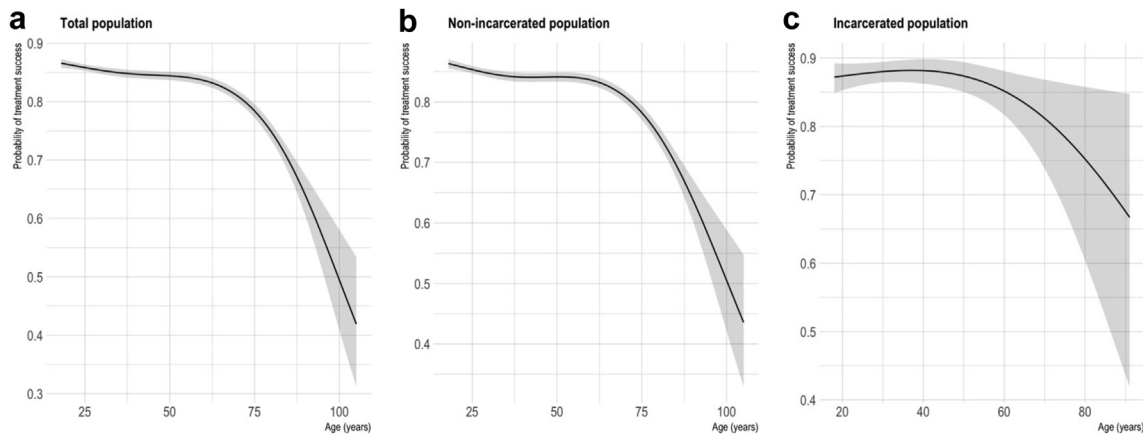 a
Total population
Probability of treatment success
0.9
0.8
0.7
0.6
0.5
0.4
0.3
25
50
75
100
Age (years)
b
Non-incarcerated population
Probability of treatment success
0.8
0.7
0.6
0.5
0.4
25
50
75
100
Age (years)
c
Incarcerated population
Probability of treatment success
0.9
0.8
0.7
0.6
0.5
0.4
20
40
60
80
Age (years)